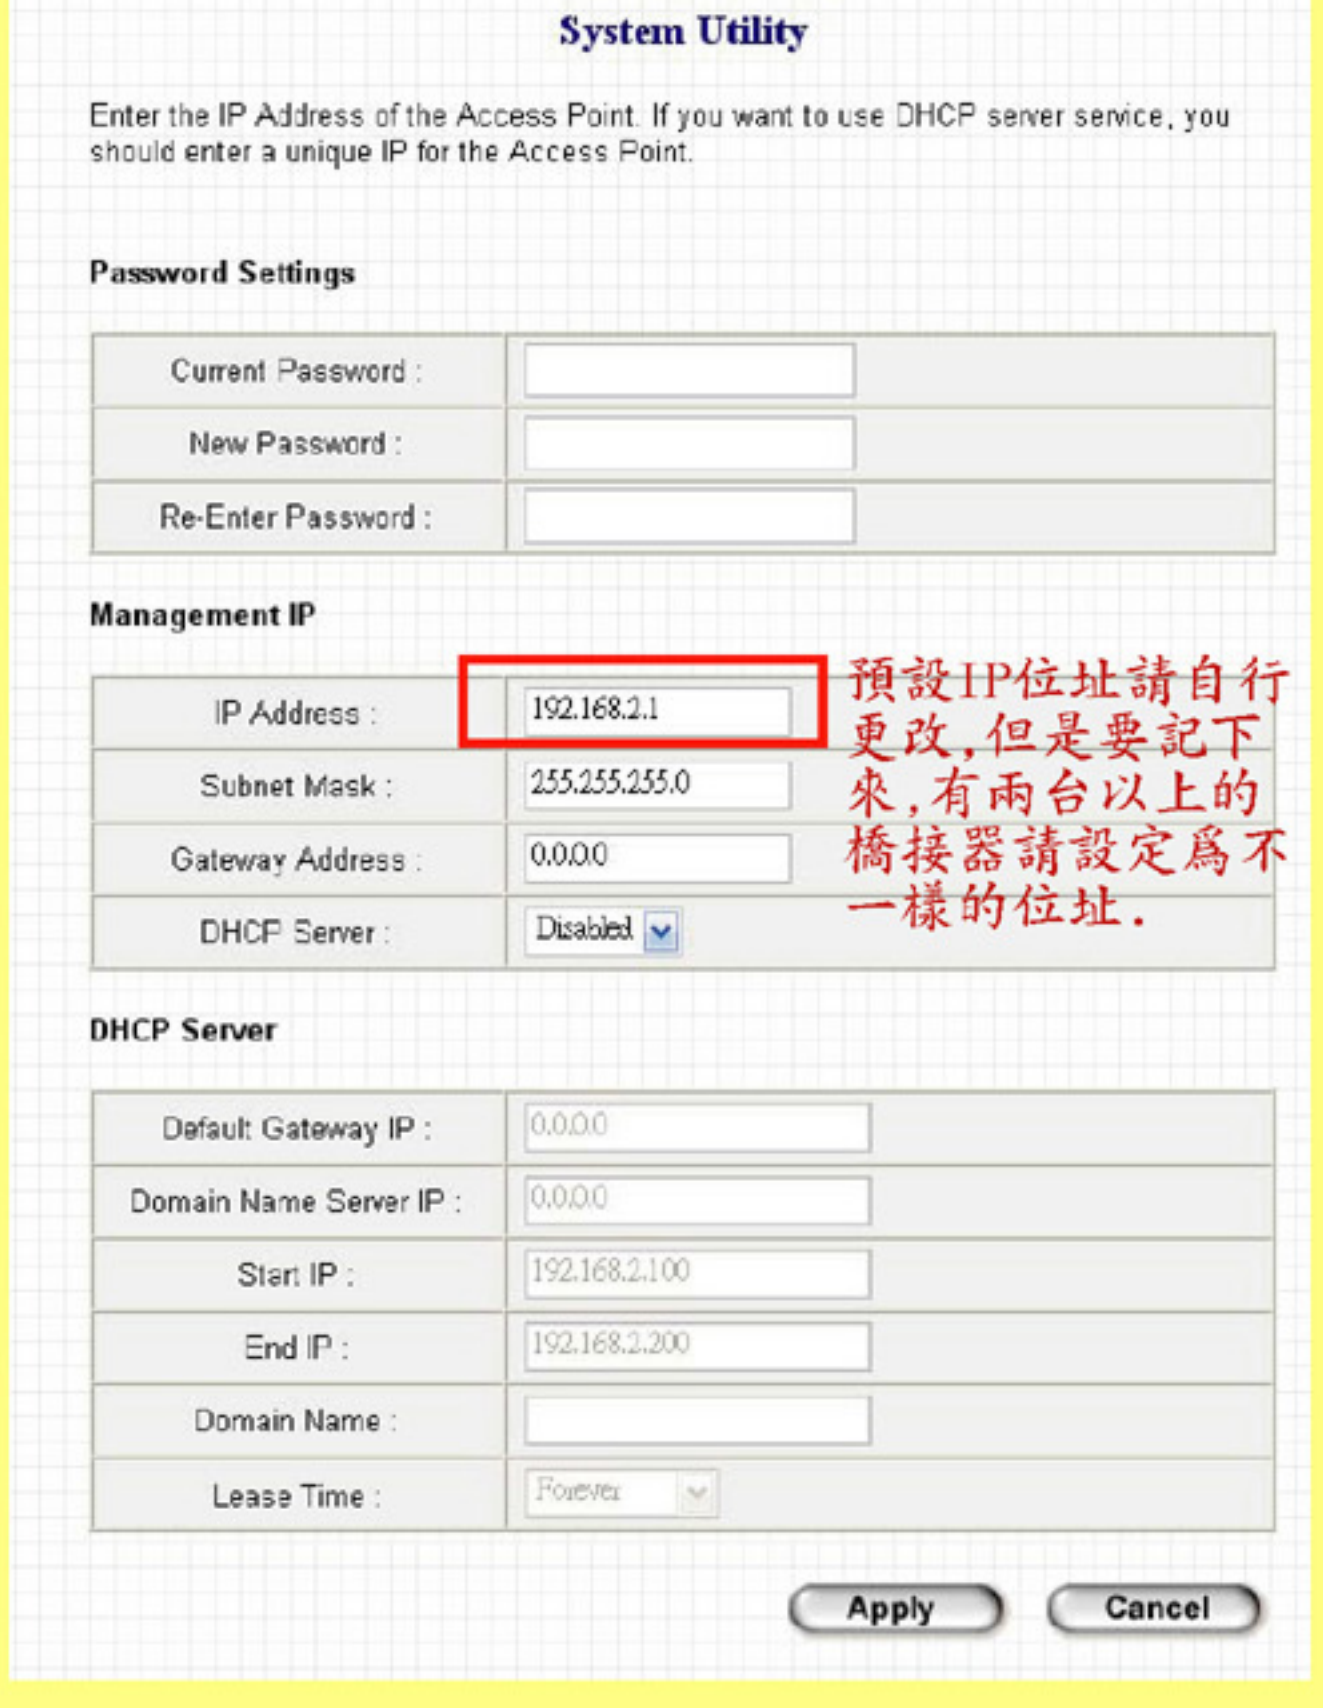 System Utility
Enter the IP Address of the Access Point. If you want to use DHCP server service, you
should enter a unique IP for the Access Point.
Password Settings
Current Password :
New Password :
Re-Enter Password :
Management IP
IP Address : 192.168.2.1
Subnet Mask : 255.255.255.0
Gateway Address : 0.0.0.0
DHCP Server : Disabled
預設IP位址請自行
更改,但是要記下
來,有兩台以上的
橋接器請設定爲不
一樣的位址.
DHCP Server
Default Gateway IP : 0.0.0.0
Domain Name Server IP : 0.0.0.0
Start IP : 192.168.2.100
End IP : 192.168.2.200
Domain Name :
Lease Time : Forever
Apply Cancel